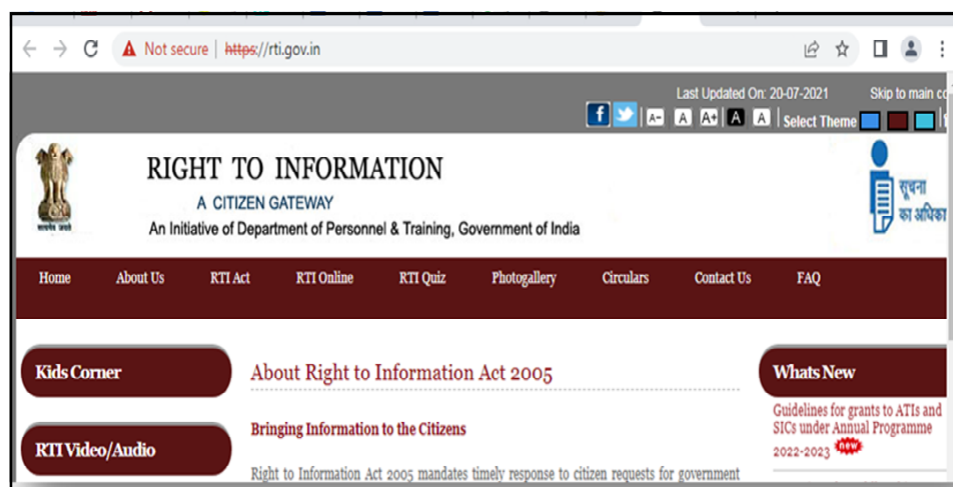 Not secure | https://rti.gov.in
Last Updated On: 20-07-2021 Skip to main co
A- A A+ A A Select Theme
RIGHT TO INFORMATION
A CITIZEN GATEWAY
An Initiative of Department of Personnel & Training, Government of India
सत्यमेव जयते
सूचना
का अधिकार
Home About Us RTI Act RTI Online RTI Quiz Photogallery Circulars Contact Us FAQ
Kids Corner
RTI Video/Audio
About Right to Information Act 2005
Bringing Information to the Citizens
Right to Information Act 2005 mandates timely response to citizen requests for government
Whats New
Guidelines for grants to ATIs and
SICs under Annual Programme
2022-2023 new